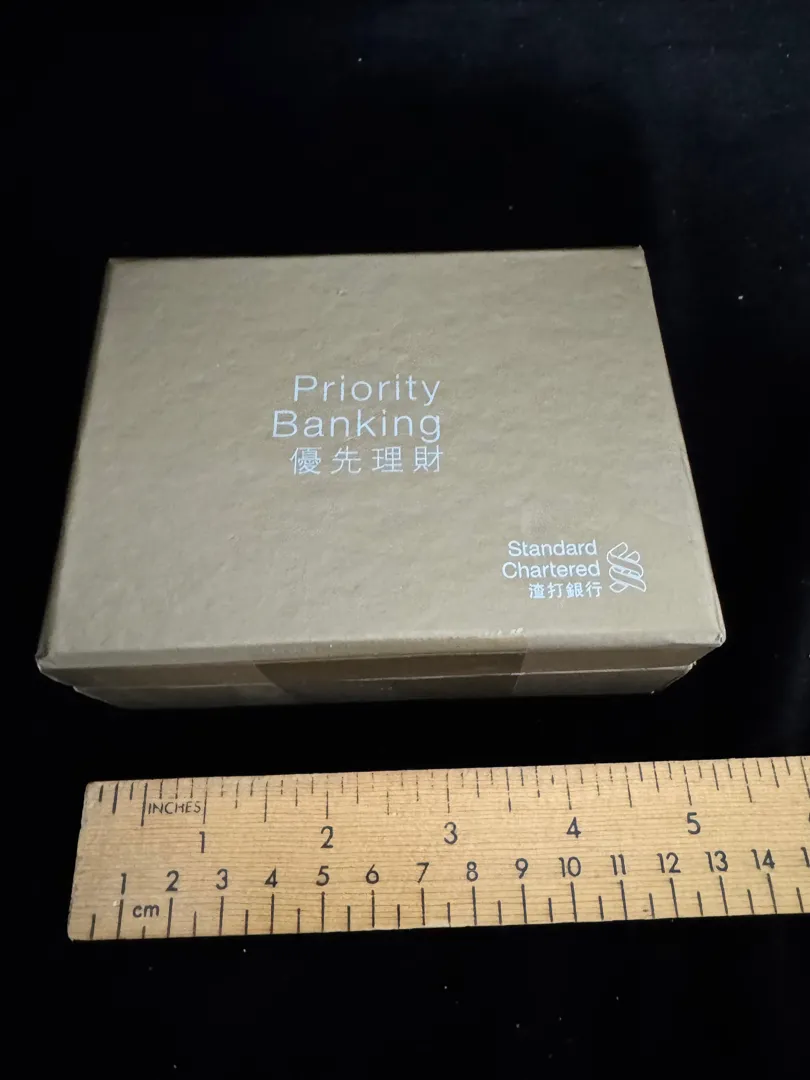 Priority
Banking
優先理財
Standard
Chartered
渣打銀行
INCHES
1 2 3 4 5
1 2 3 4 5 6 7 8 9 10 11 12 13 14
cm